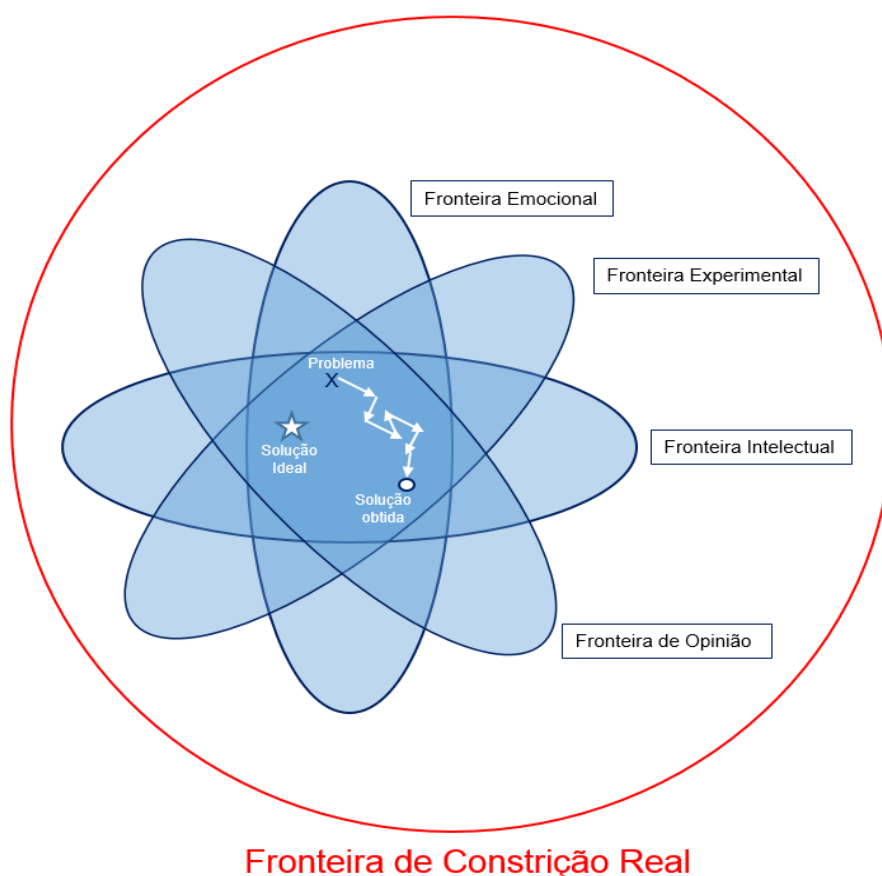 Fronteira Emocional
Fronteira Experimental
Problema
X
Solução
Ideal
Fronteira Intelectual
Solução
obtida
Fronteira de Opinião
Fronteira de Constrição Real